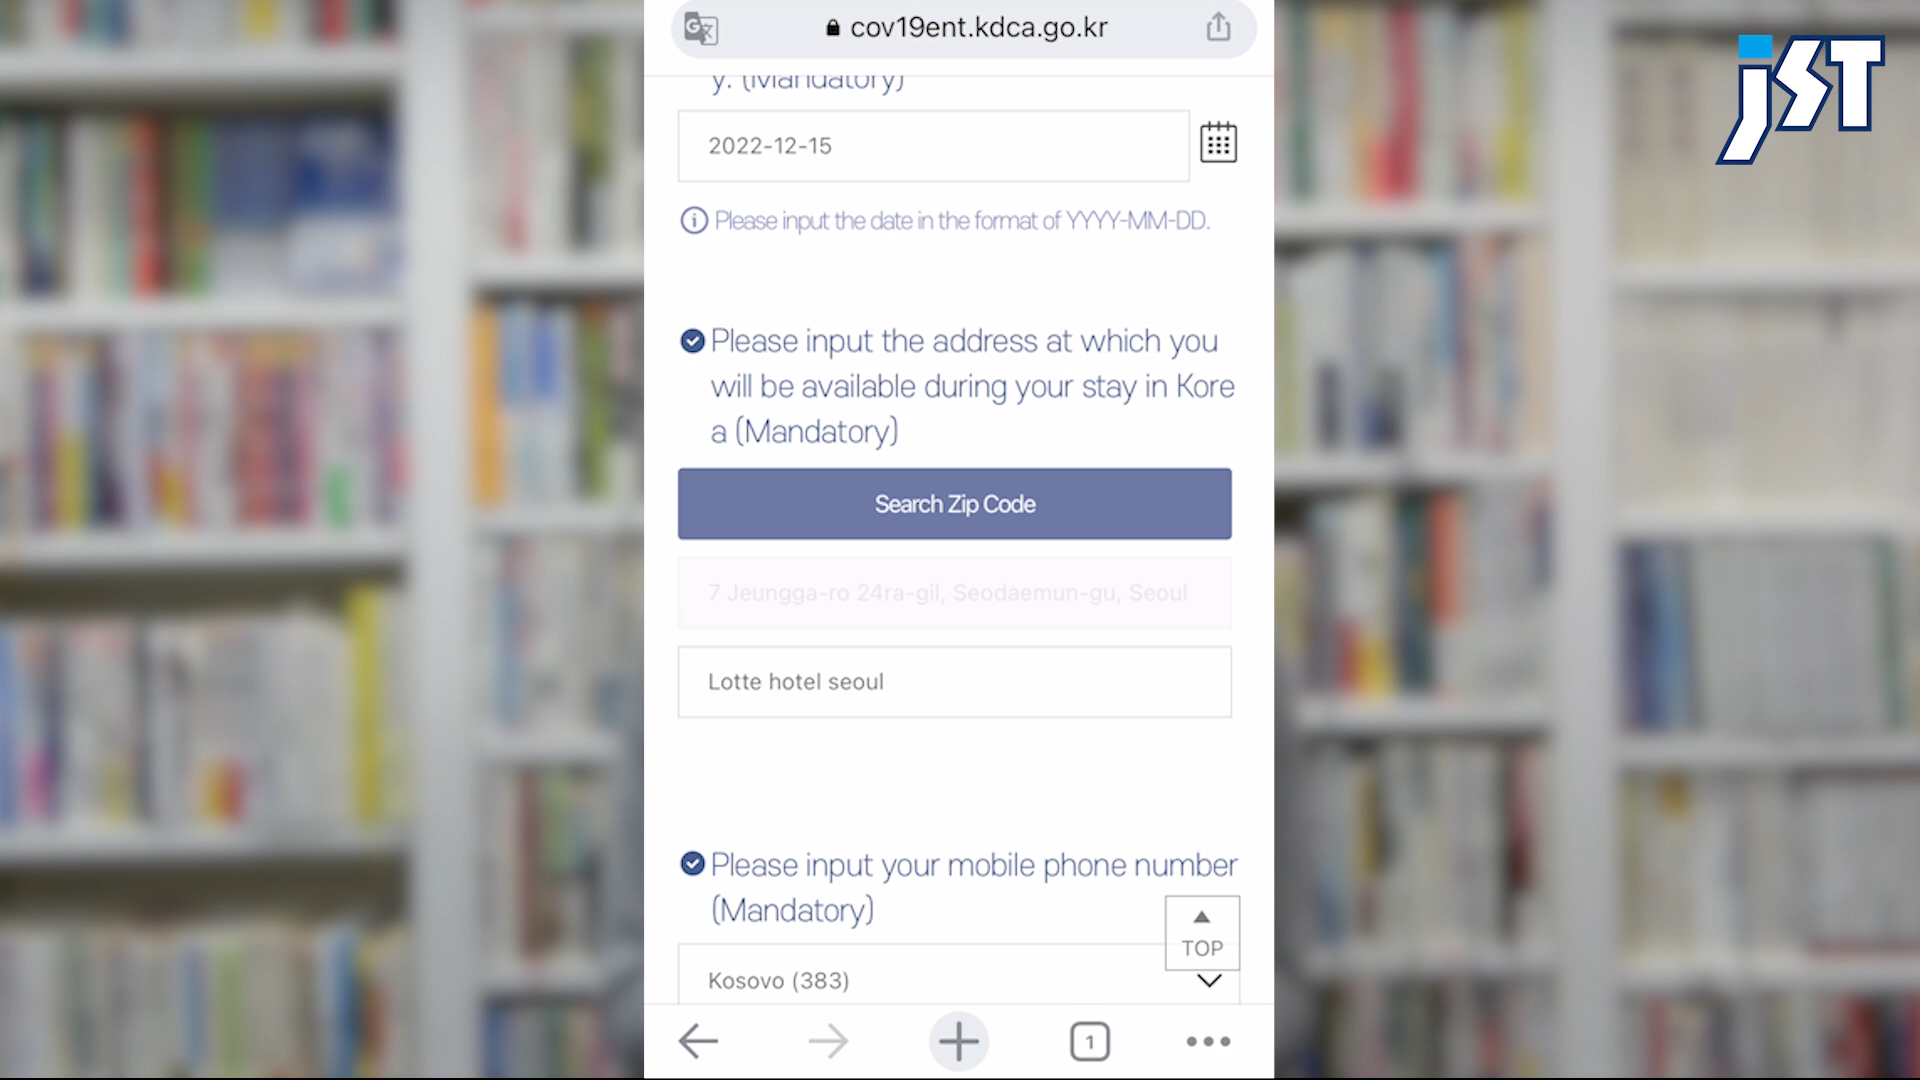 cov19ent.kdca.go.kr
jST
y. (Mandatory)
2022-12-15
Please input the date in the format of YYYY-MM-DD.
Please input the address at which you
will be available during your stay in Kore
a (Mandatory)
Search Zip Code
7 Jeungga-ro 24ra-gil, Seodaemun-gu, Seoul
Lotte hotel seoul
Please input your mobile phone number
(Mandatory)
TOP
Kosovo (383)
1